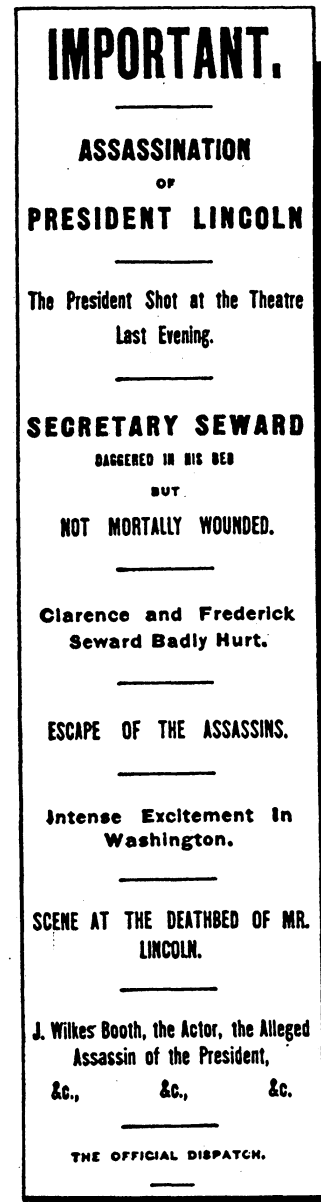 IMPORTANT.
ASSASSINATION
OF
PRESIDENT LINCOLN
The President Shot at the Theatre
Last Evening.
SECRETARY SEWARD
DAGGERED IN HIS BED
BUT
NOT MORTALLY WOUNDED.
Clarence and Frederick
Seward Badly Hurt.
ESCAPE OF THE ASSASSINS.
Intense Excitement In
Washington.
SCENE AT THE DEATHBED OF MR.
LINCOLN.
J. Wilkes Booth, the Actor, the Alleged
Assassin of the President,
&c., &c., &c.
THE OFFICIAL DISPATCH.